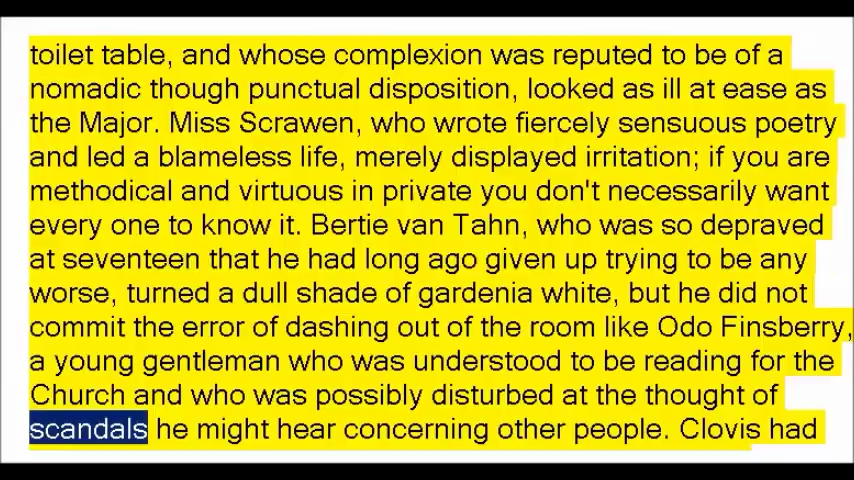 toilet table, and whose complexion was reputed to be of a
nomadic though punctual disposition, looked as ill at ease as
the Major. Miss Scrawen, who wrote fiercely sensuous poetry
and led a blameless life, merely displayed irritation; if you are
methodical and virtuous in private you don't necessarily want
every one to know it. Bertie van Tahn, who was so depraved
at seventeen that he had long ago given up trying to be any
worse, turned a dull shade of gardenia white, but he did not
commit the error of dashing out of the room like Odo Finsberry,
a young gentleman who was understood to be reading for the
Church and who was possibly disturbed at the thought of
scandals he might hear concerning other people. Clovis had